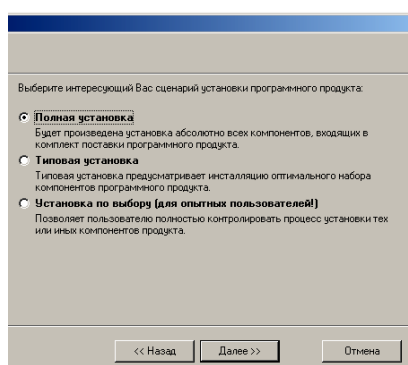 Выберите интересующий Вас сценарий установки программного продукта:
Полная установка
Будет произведена установка абсолютно всех компонентов, входящих в
комплект поставки программного продукта.
Типовая установка
Типовая установка предусматривает инсталляцию оптимального набора
компонентов программного продукта.
Установка по выбору (для опытных пользователей!)
Позволяет пользователю полностью контролировать процесс установки тех
или иных компонентов продукта.
<< Назад Далее >> Отмена